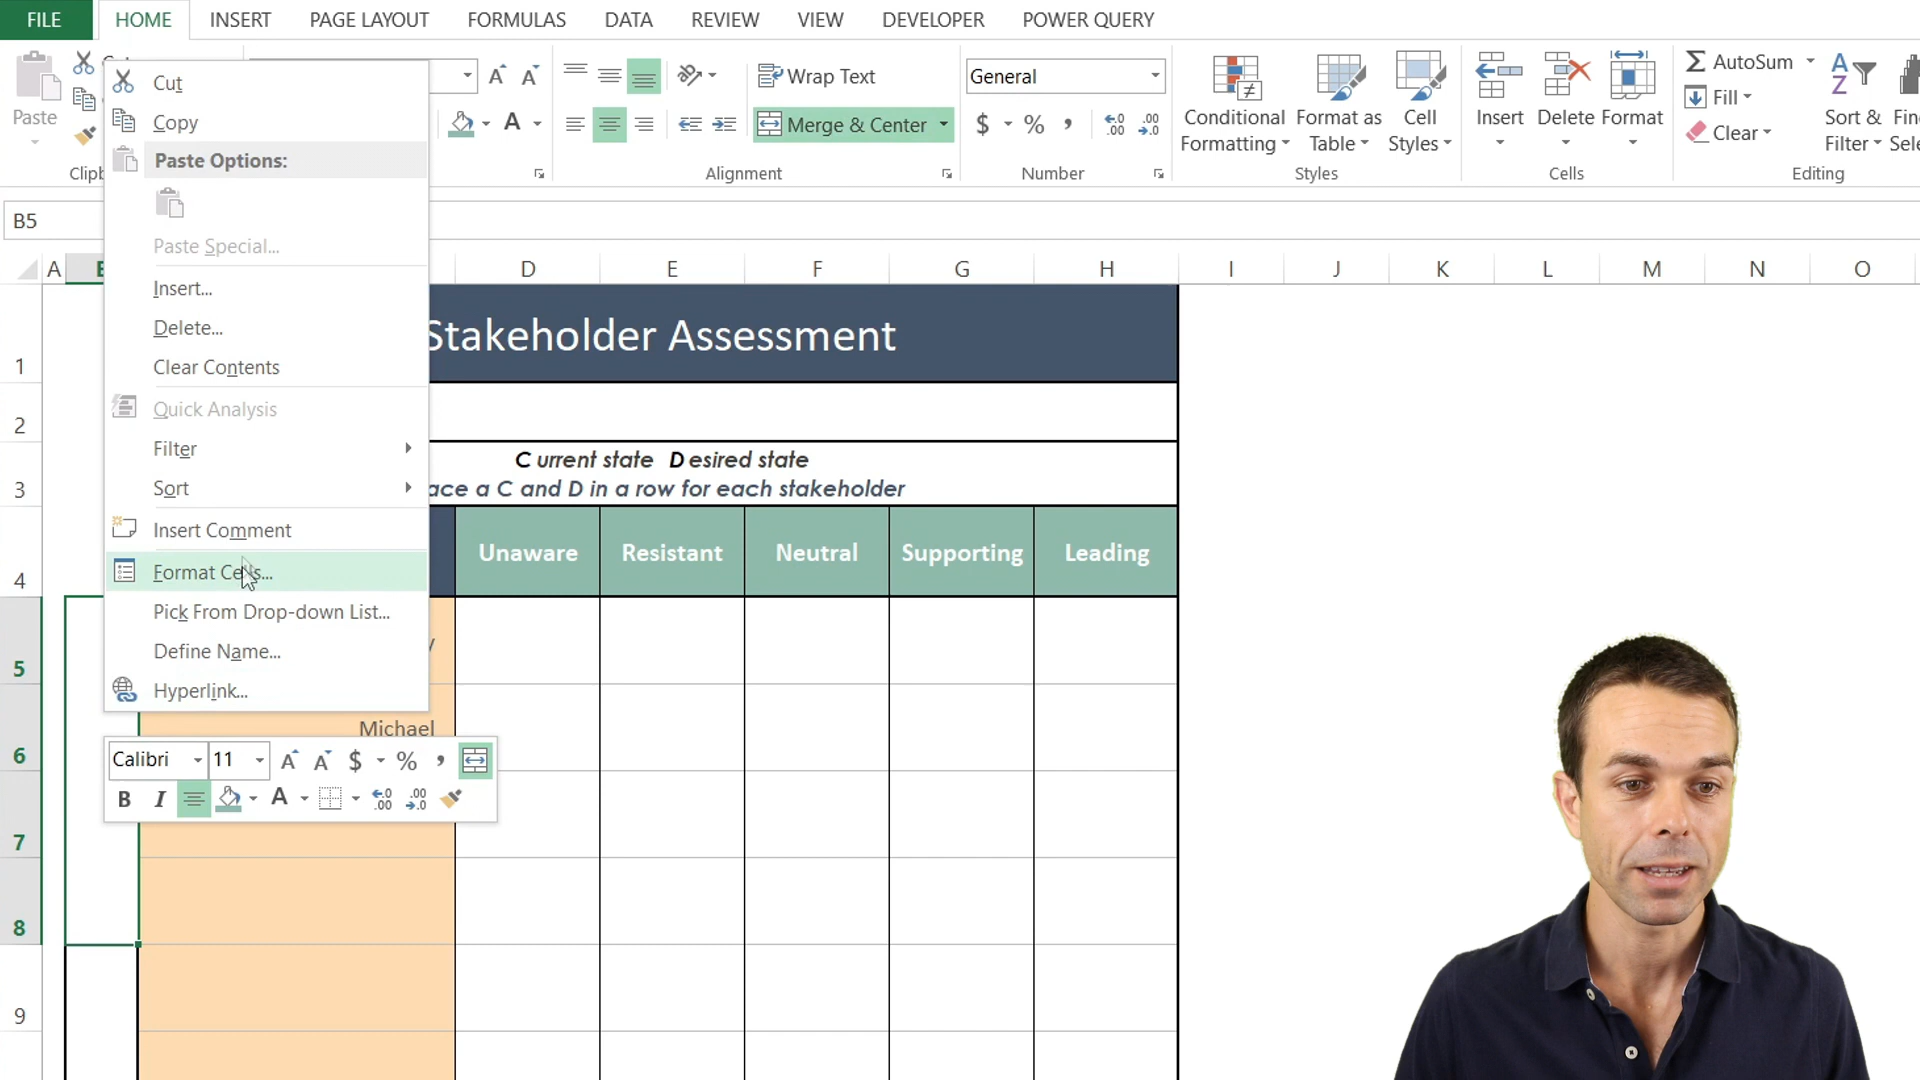 FILE HOME INSERT PAGE LAYOUT FORMULAS DATA REVIEW VIEW DEVELOPER POWER QUERY
Paste
Wrap Text
Merge & Center
Alignment
General
$ % ,
Number
Conditional Formatting
Format as Table
Cell Styles
Styles
Insert Delete Format
Cells
AutoSum
Fill
Clear
Sort & Filter
Editing
Cut
Copy
Paste Options:
Paste Special...
Insert...
Delete...
Clear Contents
Quick Analysis
Filter
Sort
Insert Comment
Format Cells...
Pick From Drop-down List...
Define Name...
Hyperlink...
Calibri 11 A A $ % ,
B I A
B5
A D E F G H I J K L M N O
1 Stakeholder Assessment
2
3 C urrent state D esired state
C and D in a row for each stakeholder
4 Unaware Resistant Neutral Supporting Leading
5
6 Michael
7
8
9